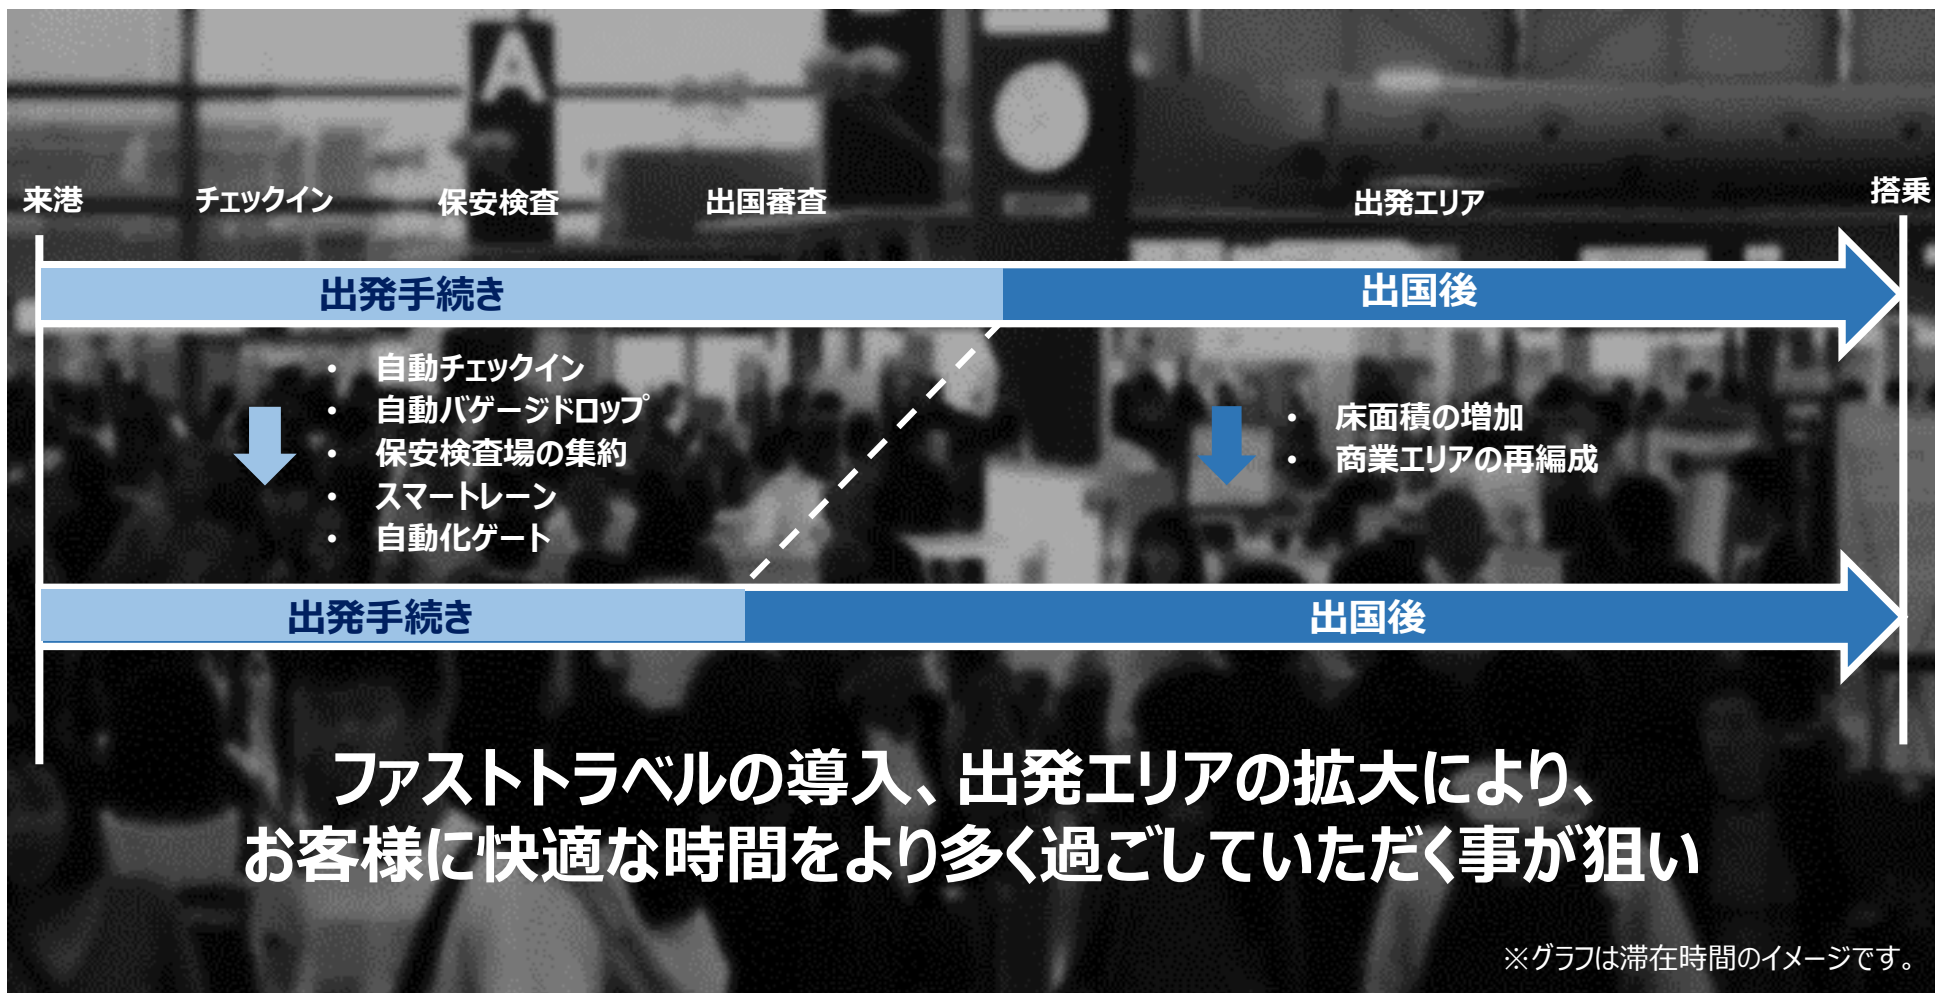 来港
チェックイン
保安検査
出国審査
出発エリア
搭乗
A
出発手続き
出国後
・ 自動チェックイン
・ 自動バゲージドロップ
・ 保安検査場の集約
・ スマートレーン
・ 自動化ゲート
・ 床面積の増加
・ 商業エリアの再編成
出発手続き
出国後
ファストトラベルの導入、出発エリアの拡大により、
お客様に快適な時間をより多く過ごしていただく事が狙い
※グラフは滞在時間のイメージです。